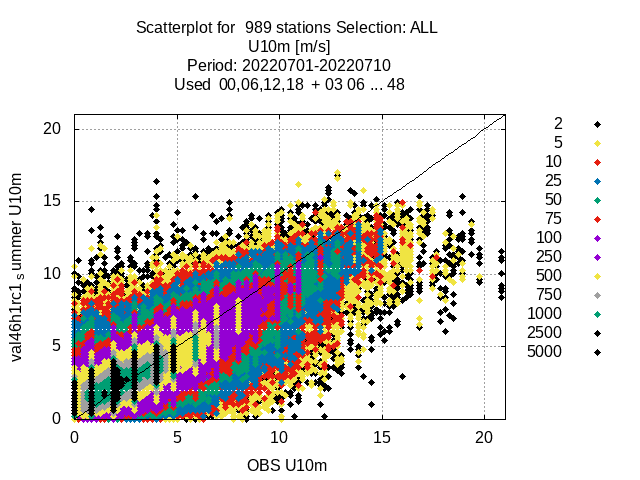 Scatterplot for 989 stations Selection: ALL
U10m [m/s]
Period: 20220701-20220710
Used 00,06,12,18 + 03 06 ... 48
val46h1rc1 s ummer U10m
20
15
10
5
0
0 5 10 15 20
OBS U10m
2
5
10
25
50
75
100
250
500
750
1000
2500
5000